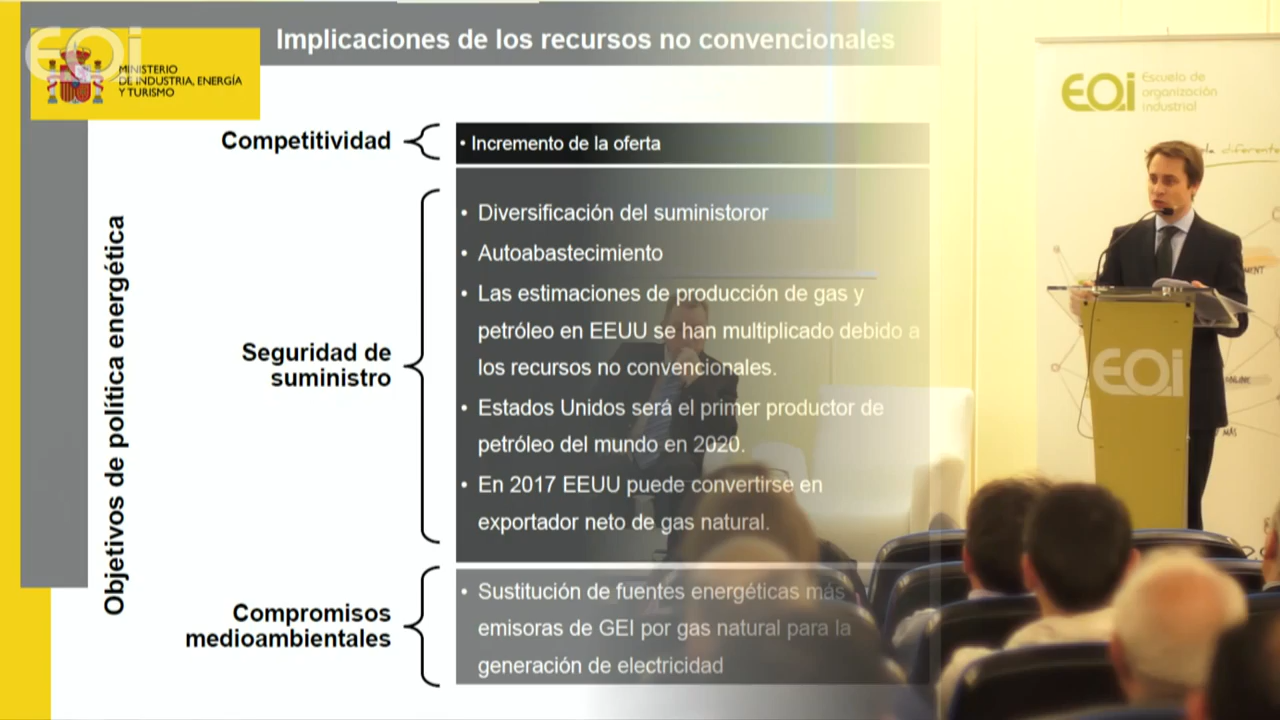 Implicaciones de los recursos no convencionales
EOi
MINISTERIO
DE INDUSTRIA, ENERGÍA
Y TURISMO
EOi
Escuela de
organización
industrial
Competitividad
• Incremento de la oferta
Objetivos de política energética
Seguridad de
suministro
• Diversificación del suministoror
• Autoabastecimiento
• Las estimaciones de producción de gas y
petróleo en EEUU se han multiplicado debido a
los recursos no convencionales.
• Estados Unidos será el primer productor de
petróleo del mundo en 2020.
• En 2017 EEUU puede convertirse en
exportador neto de gas natural.
Compromisos
medioambientales
• Sustitución de fuentes energéticas más
emisoras de GEI por gas natural para la
generación de electricidad
diferente
EOi
MÁS